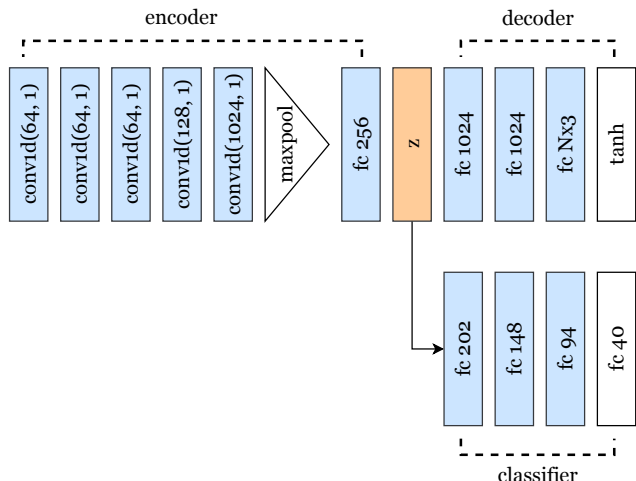 encoder
decoder
conv1d(64, 1)
conv1d(64, 1)
conv1d(64, 1)
conv1d(128, 1)
conv1d(1024, 1)
maxpool
fc 256
z
fc 1024
fc 1024
fc Nx3
tanh
fc 202
fc 148
fc 94
fc 40
classifier